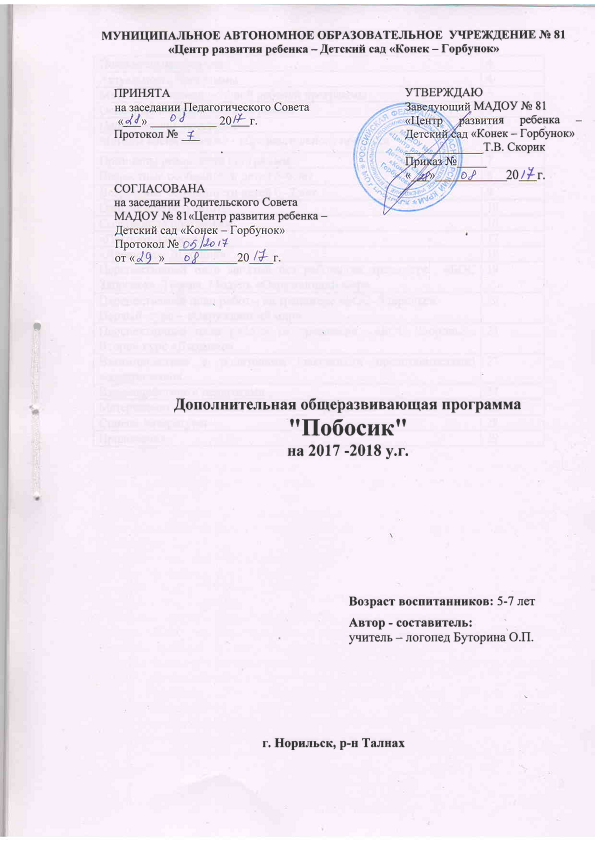 МУНИЦИПАЛЬНОЕ АВТОНОМНОЕ ОБРАЗОВАТЕЛЬНОЕ УЧРЕЖДЕНИЕ № 81
«Центр развития ребенка – Детский сад «Конек – Горбунок»
ПРИНЯТА
на заседании Педагогического Совета
«28» 08 2017 г.
Протокол № 7
УТВЕРЖДАЮ
Заведующий МАДОУ № 81
«Центр развития ребенка –
Детский сад «Конек – Горбунок»
Т.В. Скорик
Приказ №
«28» 08 2017 г.
СОГЛАСОВАНА
на заседании Родительского Совета
МАДОУ № 81«Центр развития ребенка –
Детский сад «Конек – Горбунок»
Протокол № 05/2017
от «29» 08 2017 г.
Дополнительная общеразвивающая программа
"Побосик"
на 2017 -2018 у.г.
Возраст воспитанников: 5-7 лет
Автор - составитель:
учитель – логопед Буторина О.П.
г. Норильск, р-н Талнах